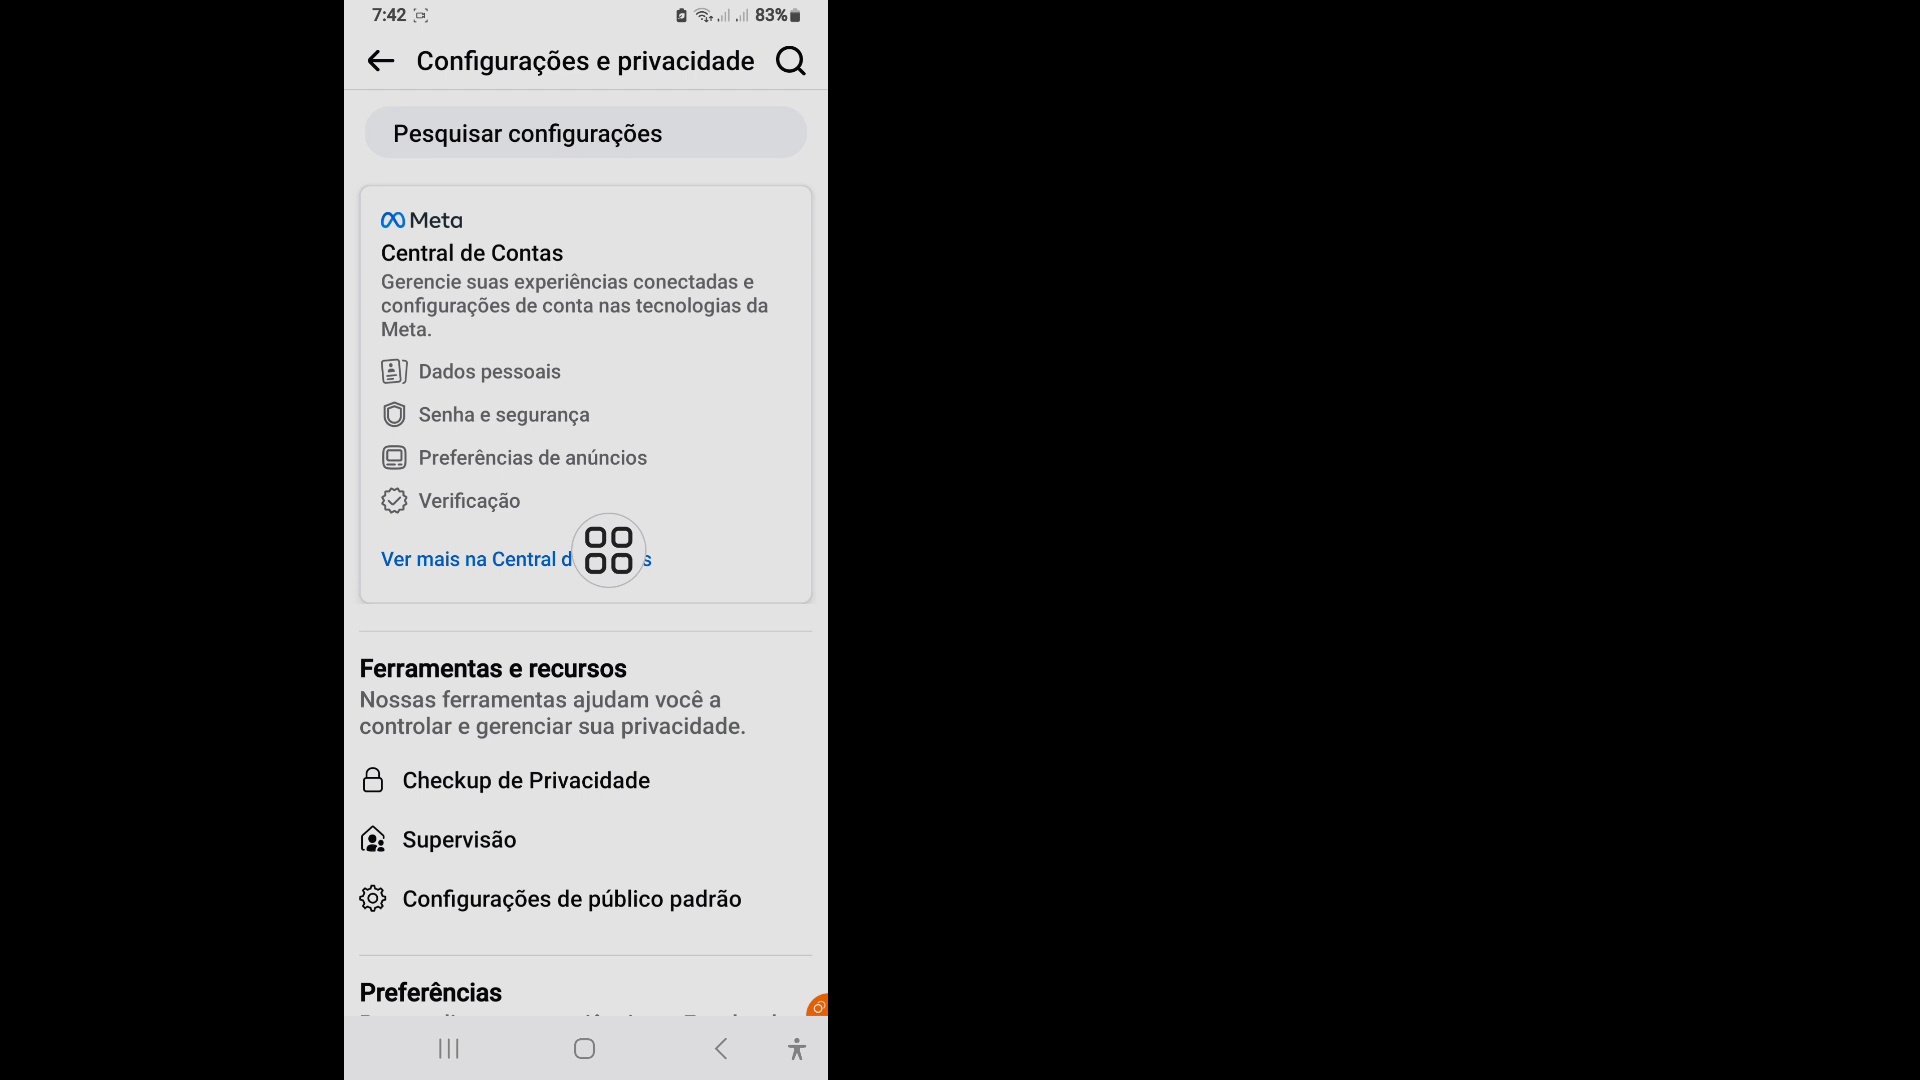 7:42
83%
Configurações e privacidade
Pesquisar configurações
Meta
Central de Contas
Gerencie suas experiências conectadas e
configurações de conta nas tecnologias da
Meta.
Dados pessoais
Senha e segurança
Preferências de anúncios
Verificação
Ver mais na Central
Ferramentas e recursos
Nossas ferramentas ajudam você a
controlar e gerenciar sua privacidade.
Checkup de Privacidade
Supervisão
Configurações de público padrão
Preferências